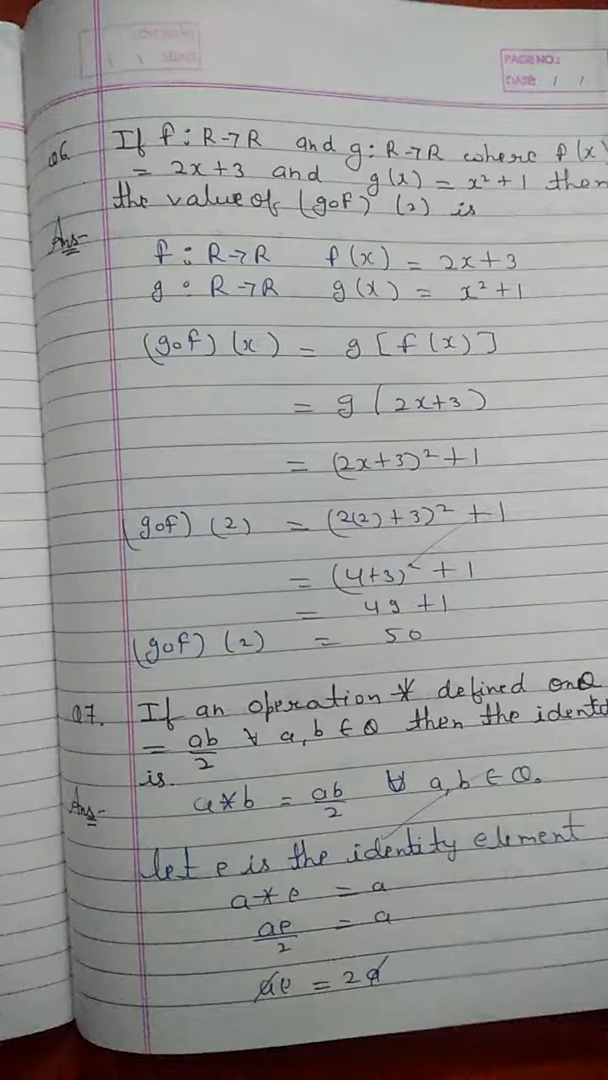 PAGE NO.:
DATE / /
Q6. If f : R→R and g : R→R where f(x)
= 2x+3 and g(x) = x²+1 then
the value of (gof) (2) is
Ans- f : R→R f(x) = 2x+3
g : R→R g(x) = x²+1
(gof) (x) = g [f(x)]
= g (2x+3)
= (2x+3)²+1
(gof) (2) = (2(2)+3)² +1
= (4+3)² +1
= 49 +1
(gof) (2) = 50
Q7. If an operation * defined on Q
= ab/2 ∀ a, b ∈ Q then the identi
is.
Ans- a*b = ab/2 ∀ a, b ∈ Q.
let e is the identity element
a*e = a
ae/2 = a
ae = 2a